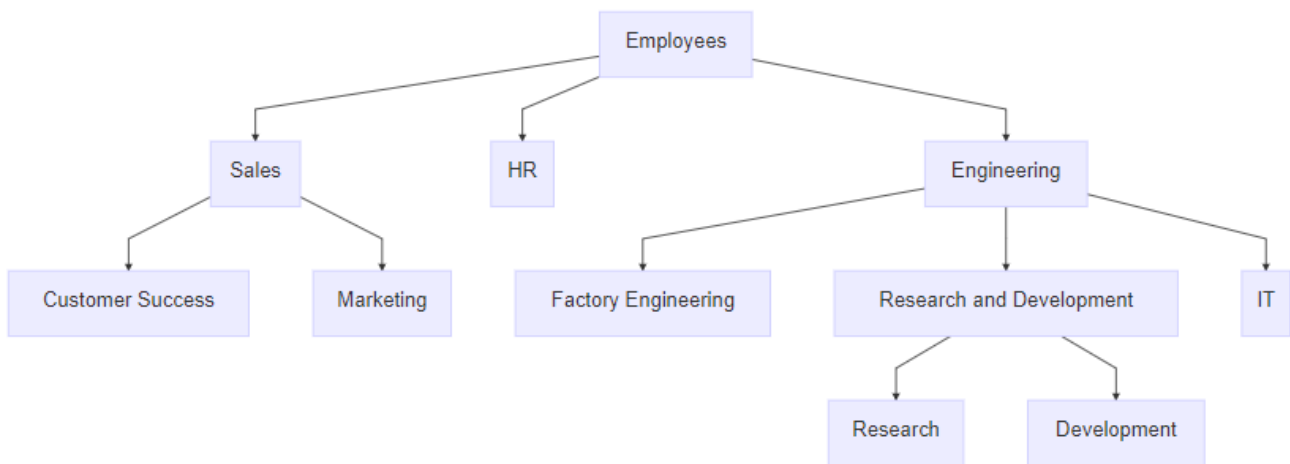 Employees
Sales
HR
Engineering
Customer Success
Marketing
Factory Engineering
Research and Development
IT
Research
Development